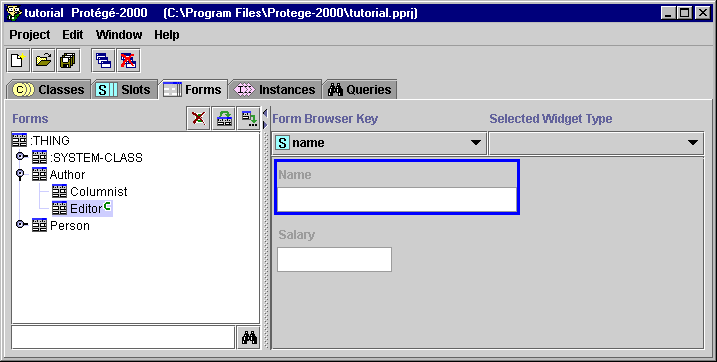 tutorial Protégé-2000 (C:\Program Files\Protege-2000\tutorial.pprj)
Project Edit Window Help
C Classes S Slots Forms Instances Queries
Forms
:THING
:SYSTEM-CLASS
Author
Columnist
Editor C
Person
Form Browser Key Selected Widget Type
S name
Name
Salary